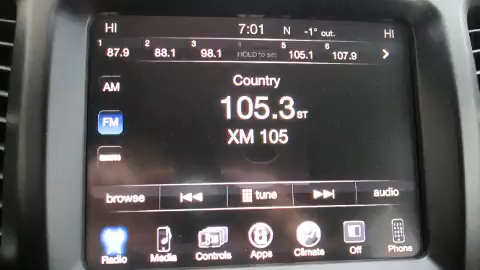 HI 7:01 N -1° out. HI
1 87.9 2 88.1 3 98.1 4 HOLD to set 5 105.1 6 107.9
Country
AM
105.3 ST
FM
XM 105
browse tune audio
Radio Media Controls Apps Climate Off Phone